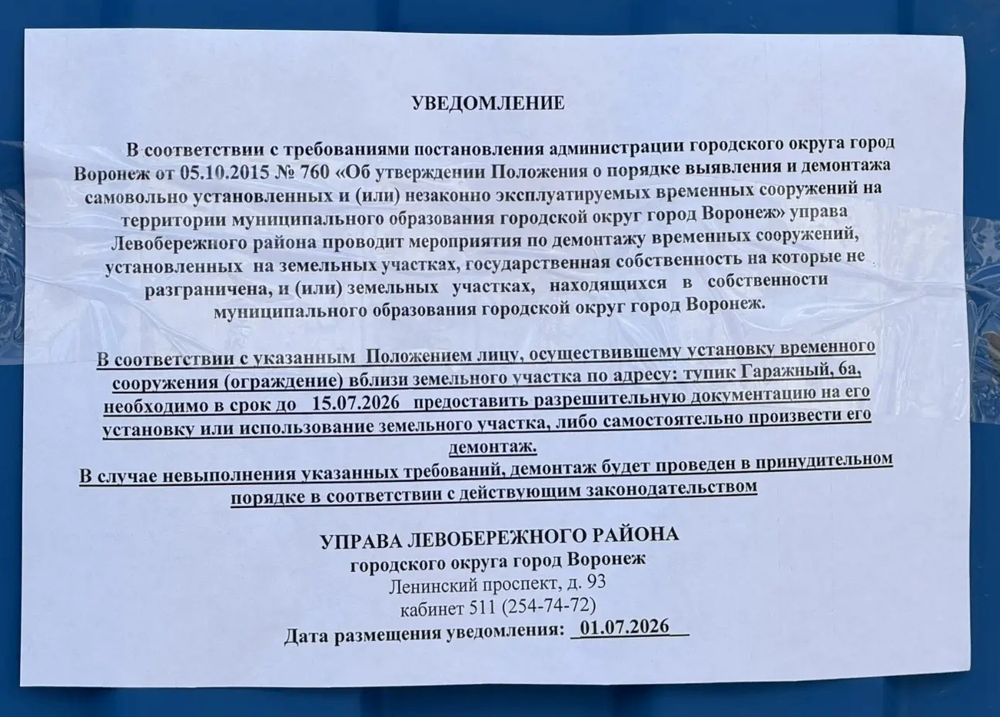 УВЕДОМЛЕНИЕ
В соответствии с требованиями постановления администрации городского округа город
Воронеж от 05.10.2015 № 760 «Об утверждении Положения о порядке выявления и демонтажа
самовольно установленных и (или) незаконно эксплуатируемых временных сооружений на
территории муниципального образования городской округ город Воронеж» управа
Левобережного района проводит мероприятия по демонтажу временных сооружений,
установленных на земельных участках, государственная собственность на которые не
разграничена, и (или) земельных участках, находящихся в собственности
муниципального образования городской округ город Воронеж.
В соответствии с указанным Положением лицу, осуществившему установку временного
сооружения (ограждение) вблизи земельного участка по адресу: тупик Гаражный, 6а,
необходимо в срок до 15.07.2026 предоставить разрешительную документацию на его
установку или использование земельного участка, либо самостоятельно произвести его
демонтаж.
В случае невыполнения указанных требований, демонтаж будет проведен в принудительном
порядке в соответствии с действующим законодательством
УПРАВА ЛЕВОБЕРЕЖНОГО РАЙОНА
городского округа город Воронеж
Ленинский проспект, д. 93
кабинет 511 (254-74-72)
Дата размещения уведомления: 01.07.2026